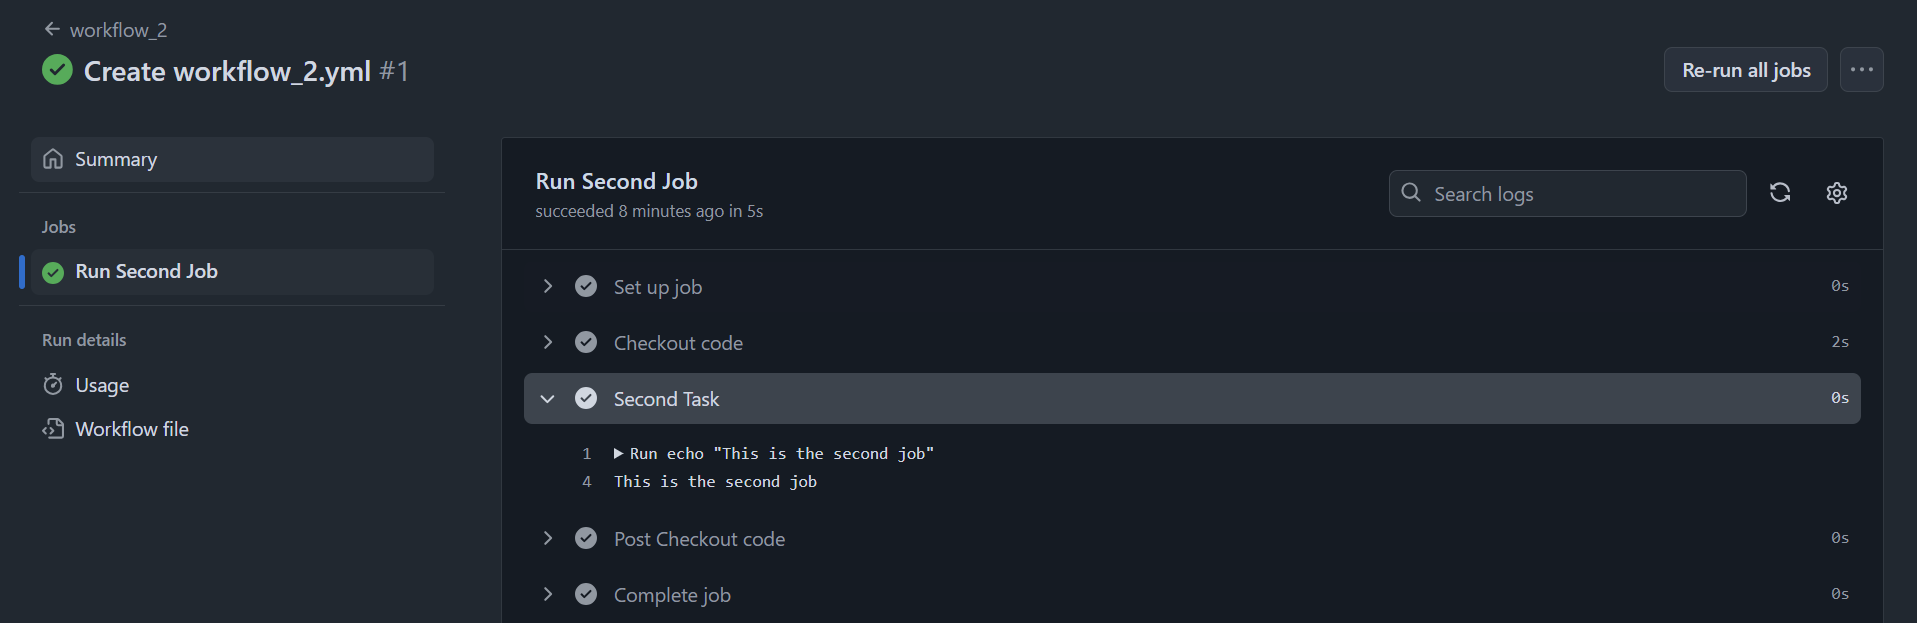 workflow_2
Create workflow_2.yml #1
Re-run all jobs
Summary
Jobs
Run Second Job
Run details
Usage
Workflow file
Run Second Job
succeeded 8 minutes ago in 5s
Search logs
Set up job 0s
Checkout code 2s
Second Task 0s
1 Run echo "This is the second job"
4 This is the second job
Post Checkout code 0s
Complete job 0s